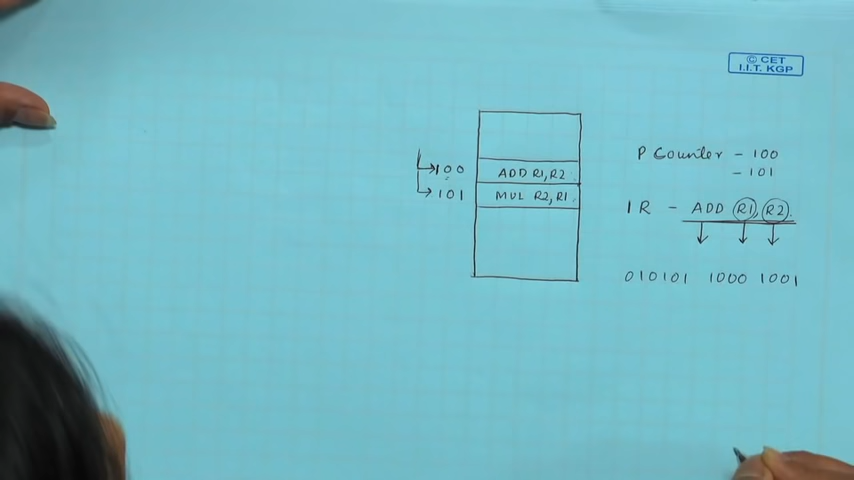 © CET
I.I.T. KGP
100 ADD R1, R2
101 MUL R2, R1
P Counter - 100
- 101
IR - ADD R1, R2.
010101 1000 1001